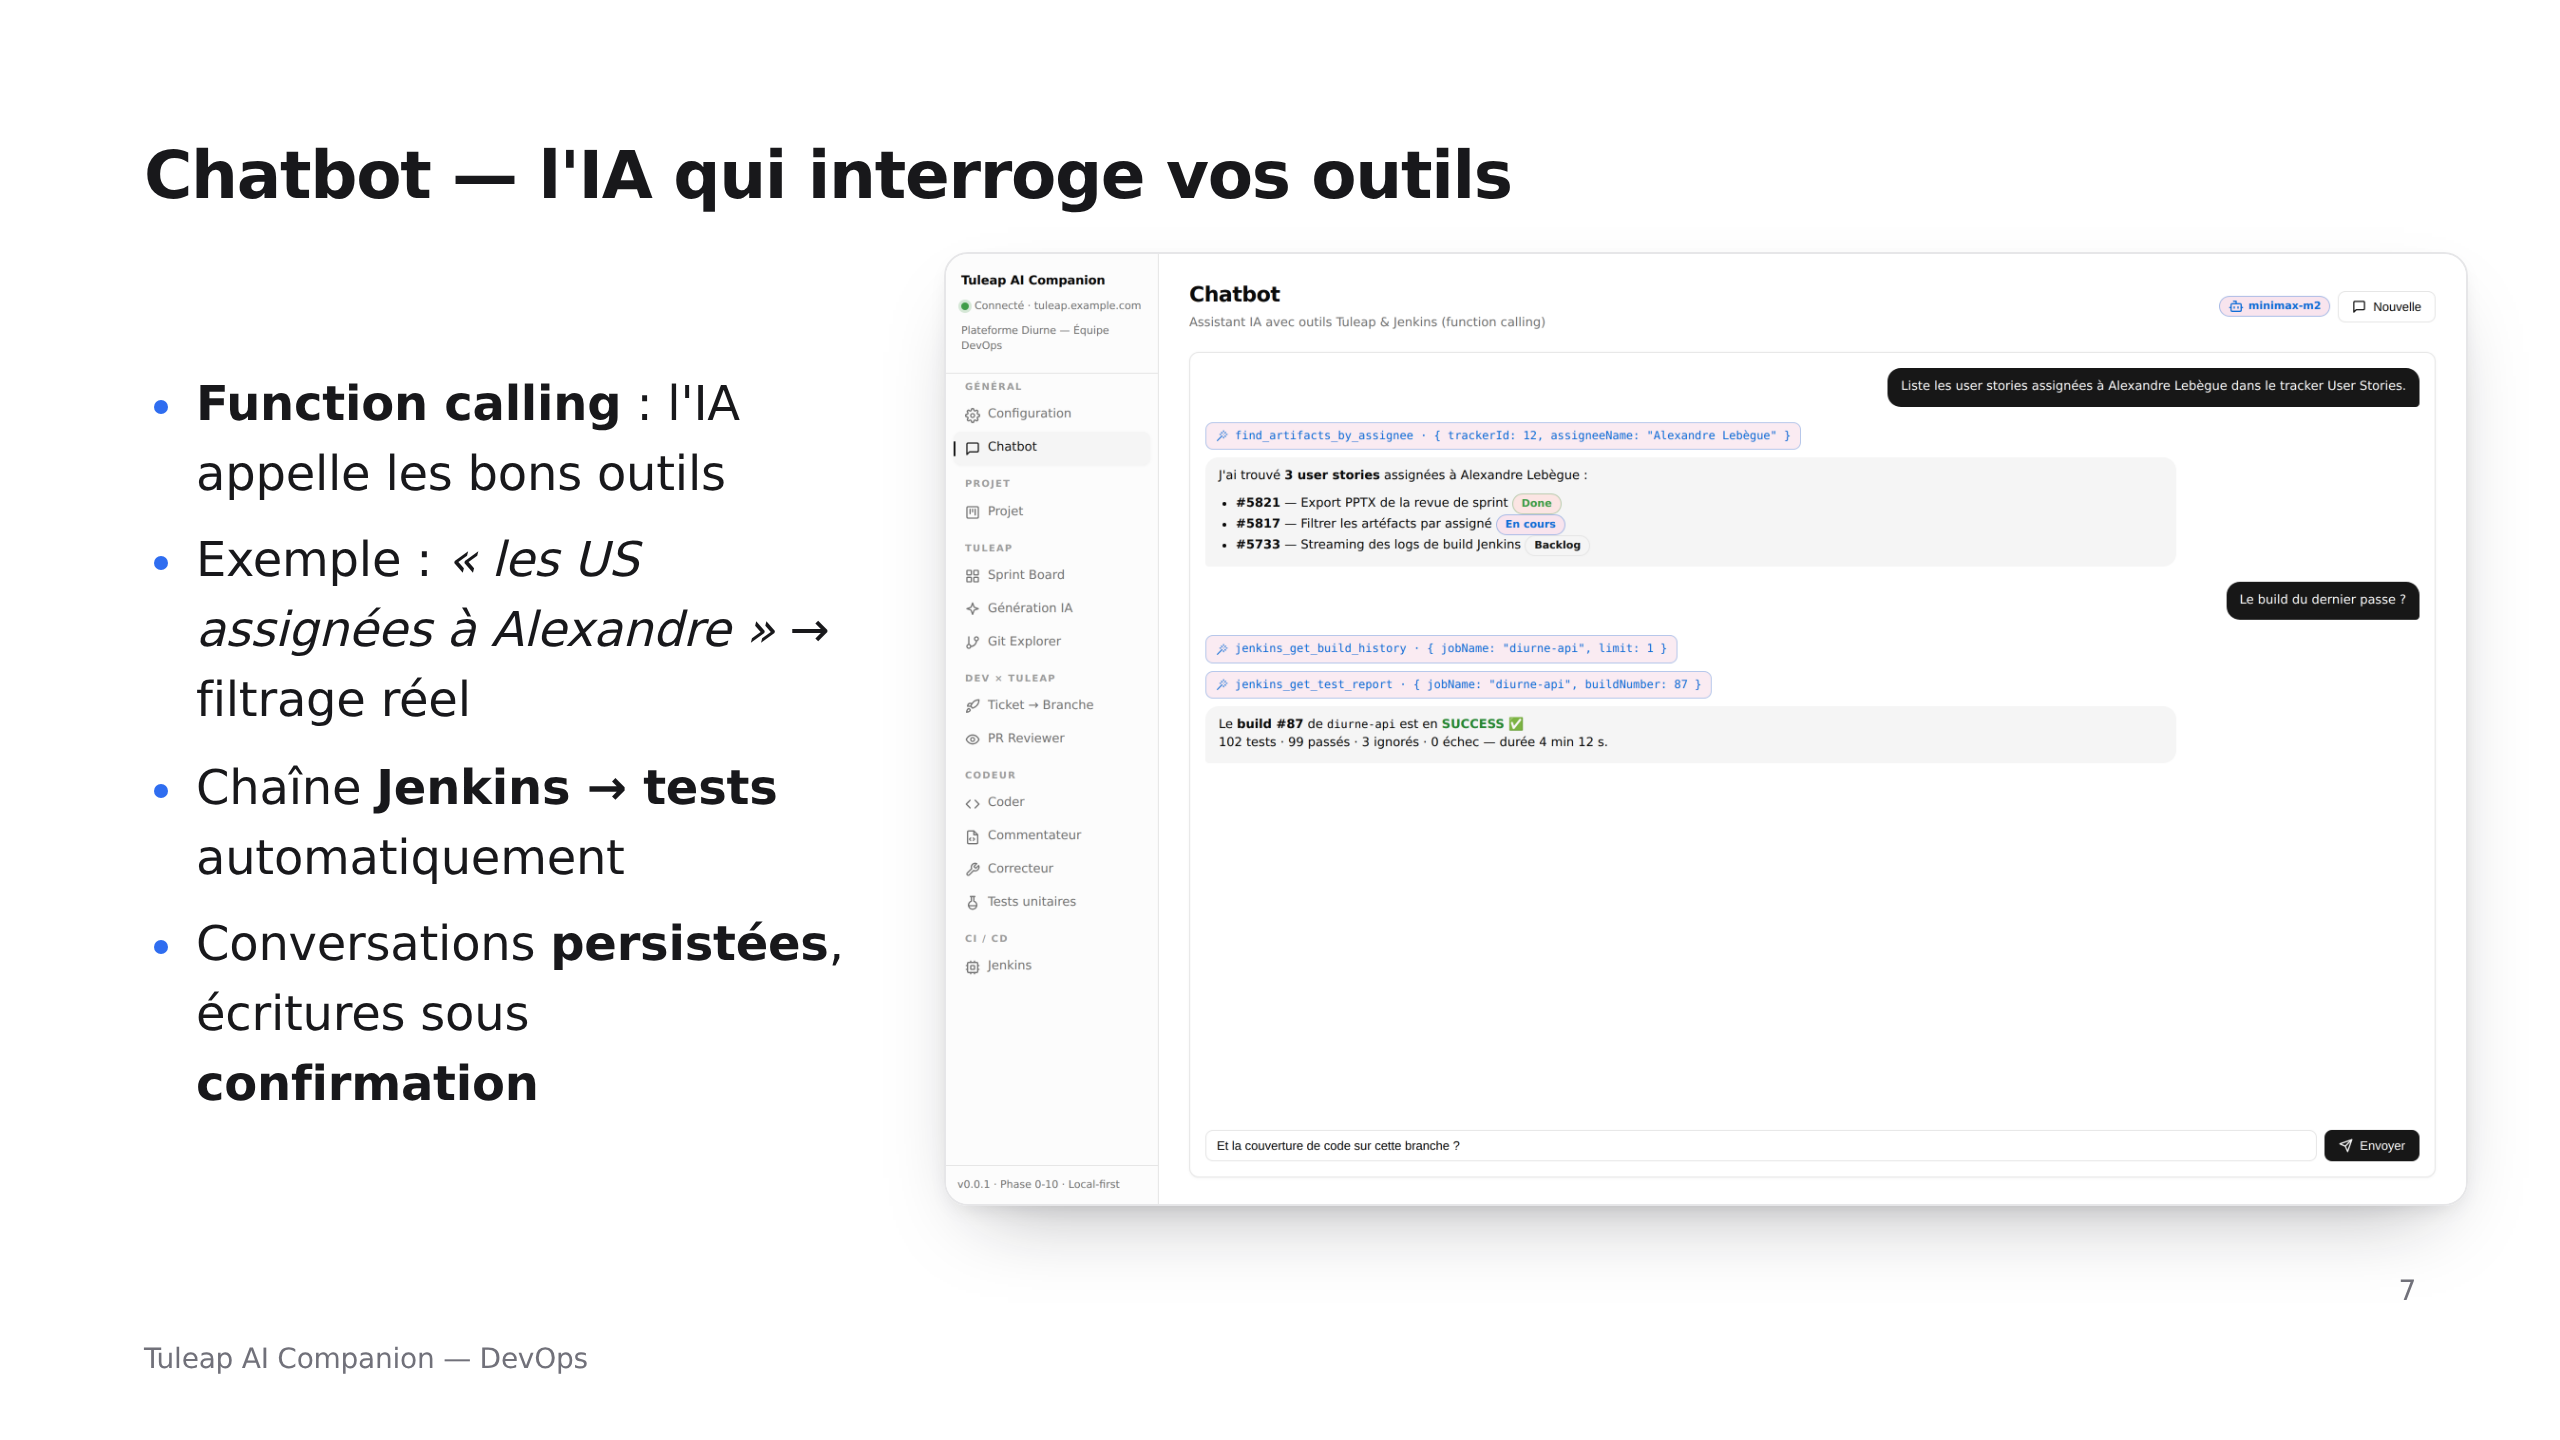 Chatbot — l'IA qui interroge vos outils
Function calling : l'IA
appelle les bons outils
Exemple : « les US
assignées à Alexandre » →
filtrage réel
Chaîne Jenkins → tests
automatiquement
Conversations persistées,
écritures sous
confirmation
Tuleap AI Companion
Connecté · tuleap.example.com
Plateforme Diurne — Équipe
DevOps
GÉNÉRAL
Configuration
Chatbot
PROJET
Projet
TULEAP
Sprint Board
Génération IA
Git Explorer
DEV × TULEAP
Ticket → Branche
PR Reviewer
CODEUR
Coder
Commentateur
Correcteur
Tests unitaires
CI / CD
Jenkins
v0.0.1 · Phase 0-10 · Local-first
Chatbot
Assistant IA avec outils Tuleap & Jenkins (function calling)
minimax-m2
Nouvelle
Liste les user stories assignées à Alexandre Lebègue dans le tracker User Stories.
find_artifacts_by_assignee · { trackerId: 12, assigneeName: "Alexandre Lebègue" }
J'ai trouvé 3 user stories assignées à Alexandre Lebègue :
#5821 — Export PPTX de la revue de sprint Done
#5817 — Filtrer les artéfacts par assigné En cours
#5733 — Streaming des logs de build Jenkins Backlog
Le build du dernier passe ?
jenkins_get_build_history · { jobName: "diurne-api", limit: 1 }
jenkins_get_test_report · { jobName: "diurne-api", buildNumber: 87 }
Le build #87 de diurne-api est en SUCCESS ✅
102 tests · 99 passés · 3 ignorés · 0 échec — durée 4 min 12 s.
Et la couverture de code sur cette branche ?
Envoyer
7
Tuleap AI Companion — DevOps